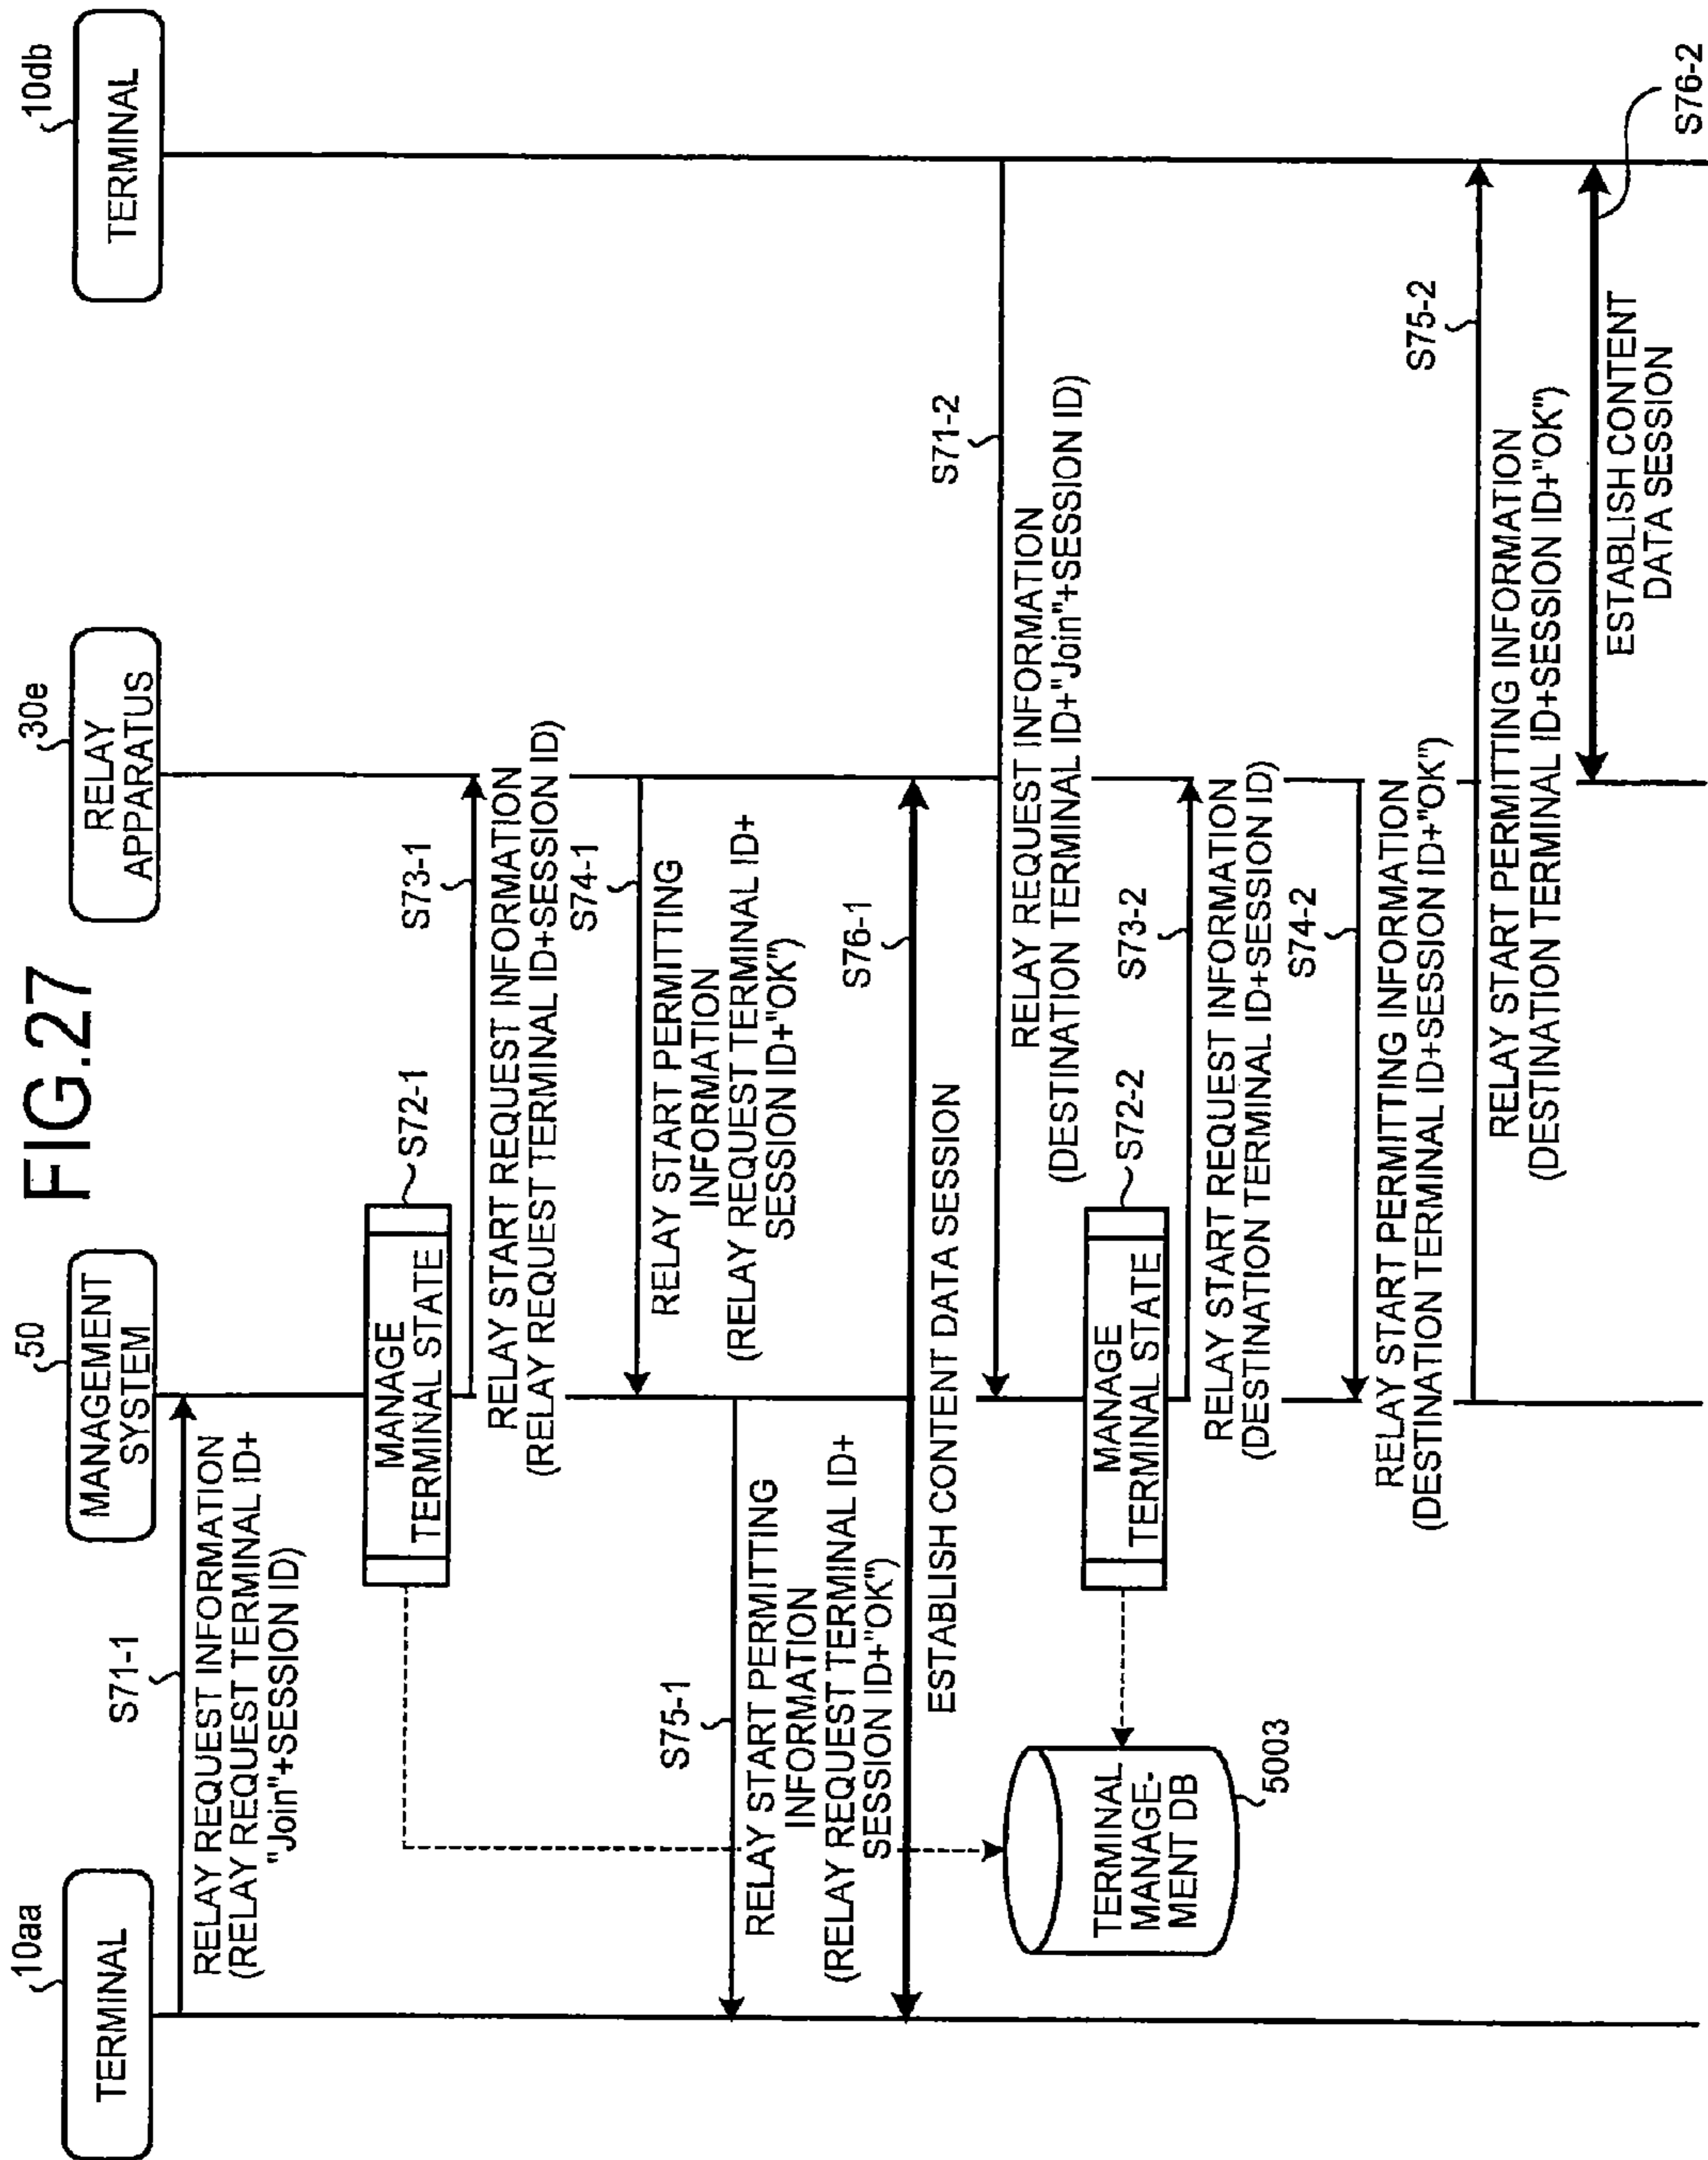 FIG.27
10aa
TERMINAL
50
MANAGEMENT
SYSTEM
30e
RELAY
APPARATUS
10db
TERMINAL
S71-1
RELAY REQUEST INFORMATION
(RELAY REQUEST TERMINAL ID+
"Join"+SESSION ID)
MANAGE
TERMINAL STATE
S72-1
S73-1
RELAY START REQUEST INFORMATION
(RELAY REQUEST TERMINAL ID+SESSION ID)
S74-1
RELAY START PERMITTING
INFORMATION
(RELAY REQUEST TERMINAL ID+
SESSION ID+"OK")
S75-1
RELAY START PERMITTING
INFORMATION
(RELAY REQUEST TERMINAL ID+
SESSION ID+"OK")
S76-1
ESTABLISH CONTENT DATA SESSION
S71-2
RELAY REQUEST INFORMATION
(DESTINATION TERMINAL ID+"Join"+SESSION ID)
TERMINAL
MANAGE-
MENT DB
5003
MANAGE
TERMINAL STATE
S72-2
S73-2
RELAY START REQUEST INFORMATION
(DESTINATION TERMINAL ID+SESSION ID)
S74-2
RELAY START PERMITTING INFORMATION
(DESTINATION TERMINAL ID+SESSION ID+"OK")
S75-2
RELAY START PERMITTING INFORMATION
(DESTINATION TERMINAL ID+SESSION ID+"OK")
ESTABLISH CONTENT
DATA SESSION
S76-2